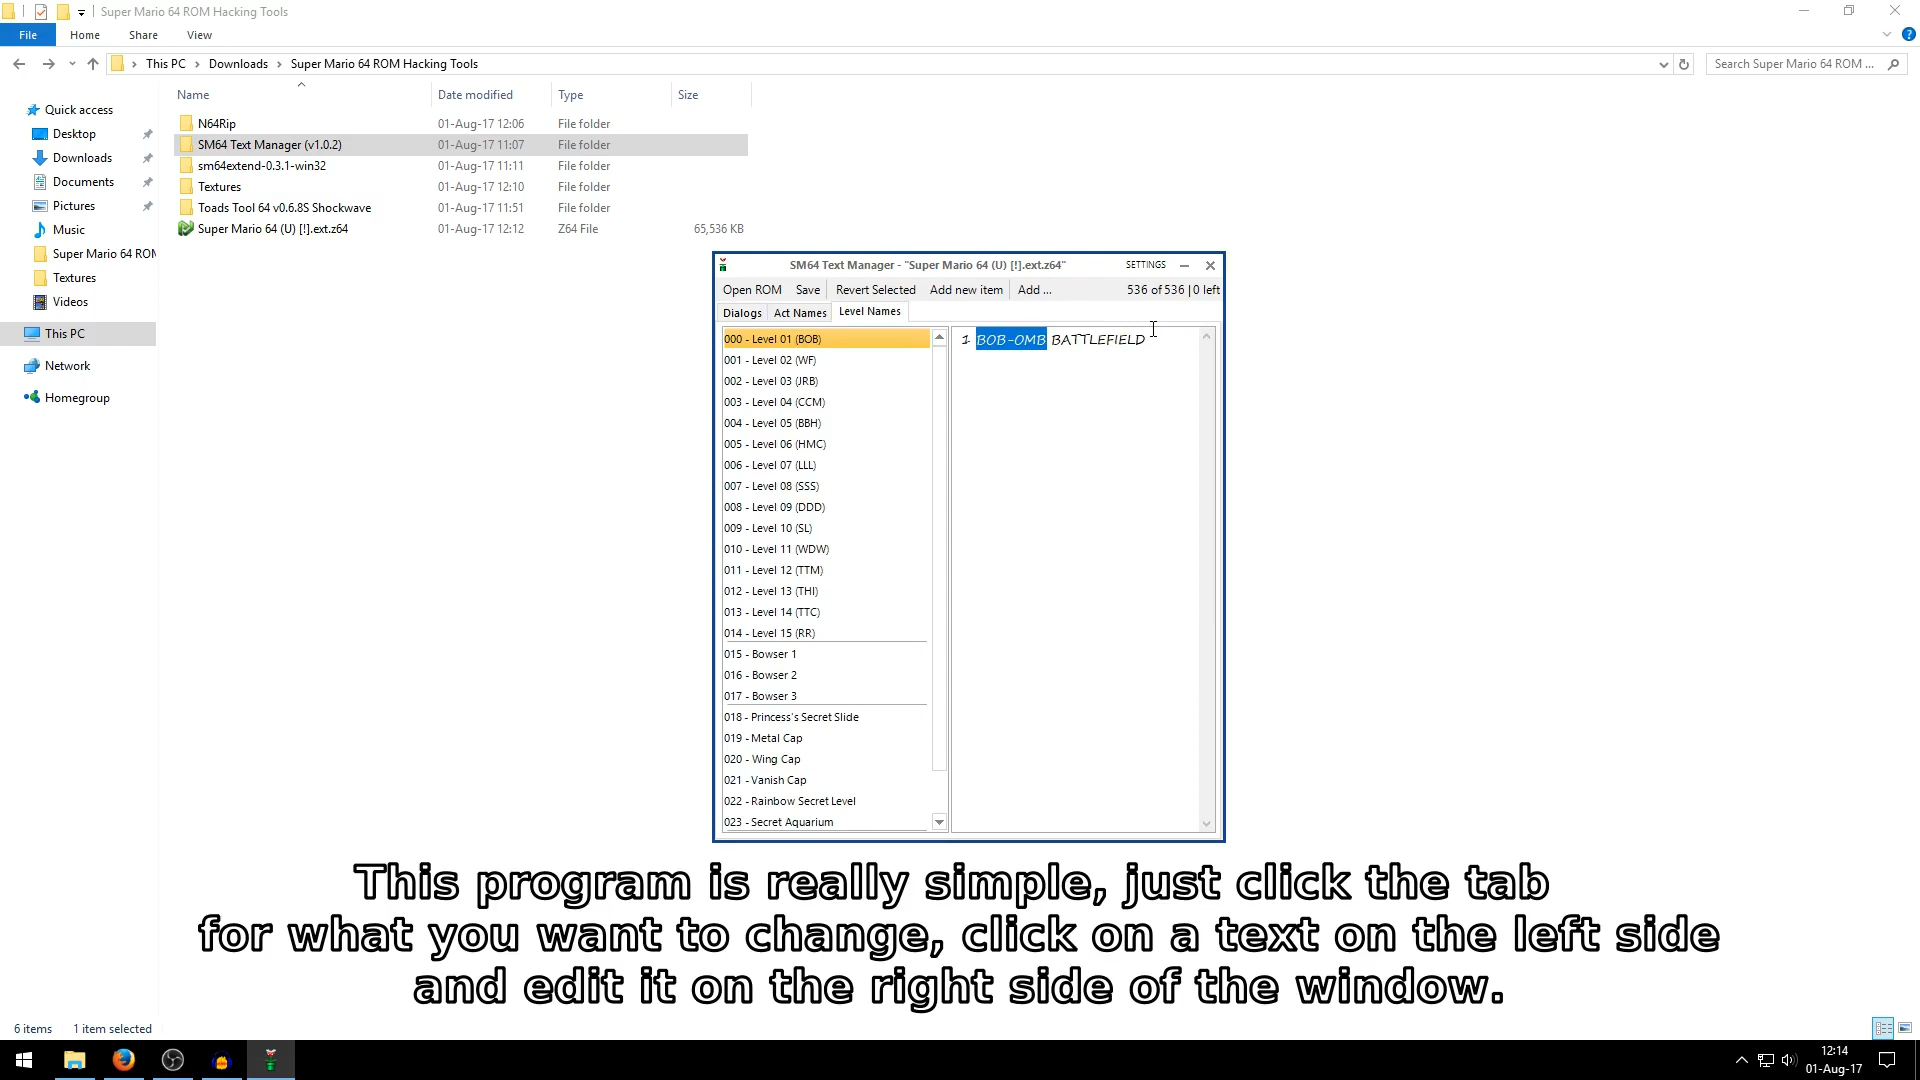 Super Mario 64 ROM Hacking Tools
File Home Share View
This PC Downloads Super Mario 64 ROM Hacking Tools
Search Super Mario 64 ROM ...
Name Date modified Type Size
Quick access
Desktop
Downloads
Documents
Pictures
Music
Super Mario 64 ROM
Textures
Videos
This PC
Network
Homegroup
N64Rip 01-Aug-17 12:06 File folder
SM64 Text Manager (v1.0.2) 01-Aug-17 11:07 File folder
sm64extend-0.3.1-win32 01-Aug-17 11:11 File folder
Textures 01-Aug-17 12:10 File folder
Toads Tool 64 v0.6.8S Shockwave 01-Aug-17 11:51 File folder
Super Mario 64 (U) [!].ext.z64 01-Aug-17 12:12 Z64 File 65,536 KB
SM64 Text Manager - "Super Mario 64 (U) [!].ext.z64" SETTINGS
Open ROM Save Revert Selected Add new item Add ... 536 of 536 | 0 left
Dialogs Act Names Level Names
000 - Level 01 (BOB)
001 - Level 02 (WF)
002 - Level 03 (JRB)
003 - Level 04 (CCM)
004 - Level 05 (BBH)
005 - Level 06 (HMC)
006 - Level 07 (LLL)
007 - Level 08 (SSS)
008 - Level 09 (DDD)
009 - Level 10 (SL)
010 - Level 11 (WDW)
011 - Level 12 (TTM)
012 - Level 13 (THI)
013 - Level 14 (TTC)
014 - Level 15 (RR)
015 - Bowser 1
016 - Bowser 2
017 - Bowser 3
018 - Princess's Secret Slide
019 - Metal Cap
020 - Wing Cap
021 - Vanish Cap
022 - Rainbow Secret Level
023 - Secret Aquarium
1 BOB-OMB BATTLEFIELD
This program is really simple, just click the tab
for what you want to change, click on a text on the left side
and edit it on the right side of the window.
6 items 1 item selected
12:14
01-Aug-17